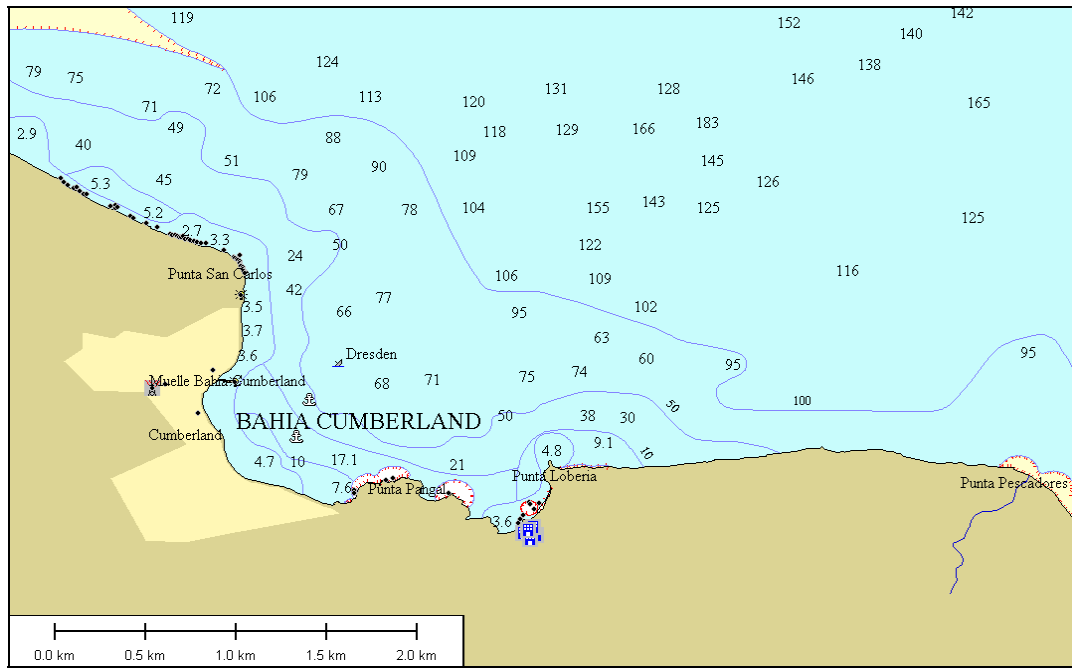 119 152 142
140
124 138
79 75 146
72 131 128
106 113 120 165
71
49 118 129 166 183
2.9 88
40 109 145
51 90
5.3 45 79 126
5.2 67 78 104 155 143 125 125
2.7 3.3 50 122
24
Punta San Carlos 106 109 116
42 77
3.5 66 95 102
3.7 63
3.6 Dresden 60 95 95
Muelle Bahia Cumberland 68 71 75 74
100
50 38 30 50
BAHIA CUMBERLAND
Cumberland 9.1
4.7 10 17.1 21 4.8 10
Punta Loberia
7.6 Punta Pangal Punta Pescadores
3.6
0.0 km 0.5 km 1.0 km 1.5 km 2.0 km